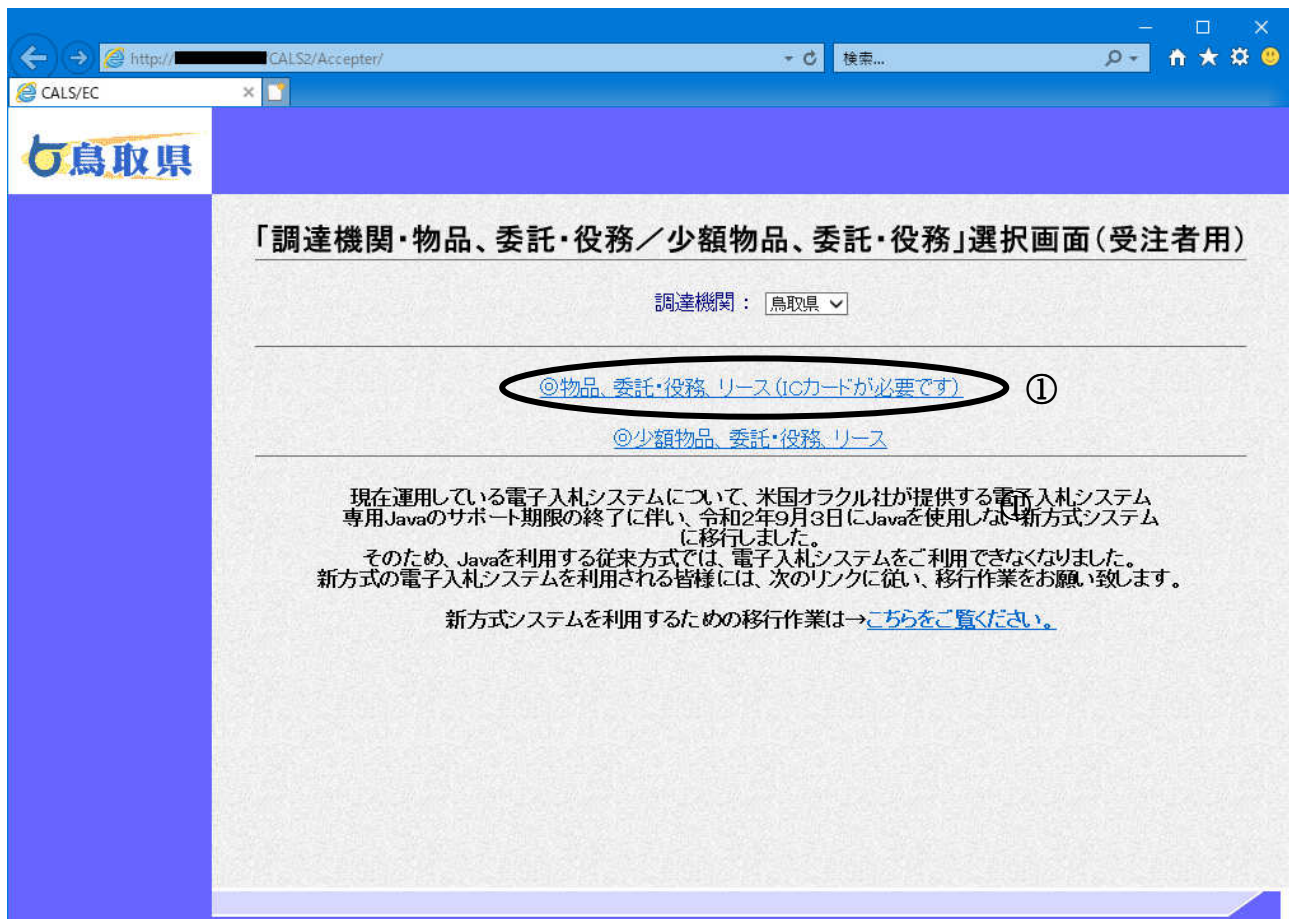 http:// CALS2/Accepter/
検索...
CALS/EC
鳥取県
「調達機関・物品、委託・役務／少額物品、委託・役務」選択画面(受注者用)
調達機関： 鳥取県
◎物品、委託・役務、リース(ICカードが必要です) ①
◎少額物品、委託・役務、リース
現在運用している電子入札システムについて、米国オラクル社が提供する電子入札システム
専用Javaのサポート期限の終了に伴い、令和2年9月3日にJavaを使用しない新方式システム
に移行しました。
①
そのため、Javaを利用する従来方式では、電子入札システムをご利用できなくなりました。
新方式の電子入札システムを利用される皆様には、次のリンクに従い、移行作業をお願い致します。
新方式システムを利用するための移行作業は→こちらをご覧ください。